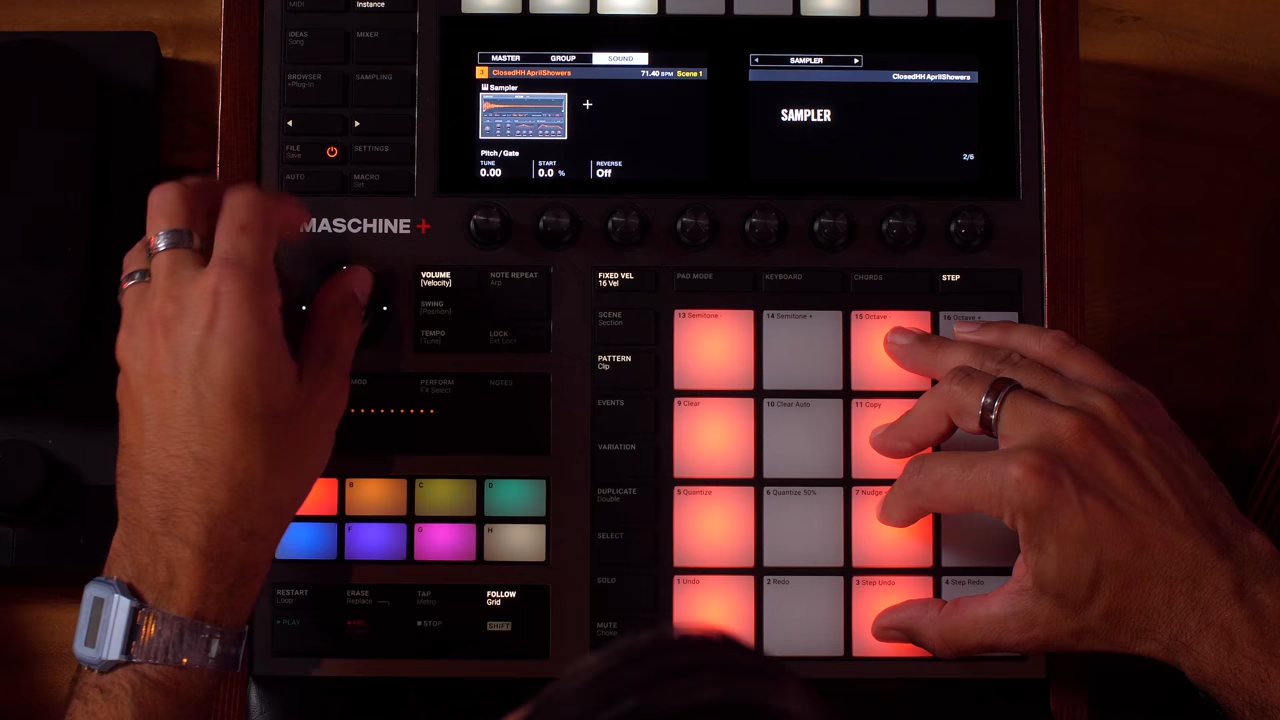 MIDI
Instance
IDEAS
Song
MIXER
BROWSER
+Plug-in
SAMPLING
FILE
Save
SETTINGS
AUTO
MACRO
Set
MASTER
GROUP
SOUND
3
ClosedHH AprilShowers
71.40 BPM
Scene 1
Sampler
+
Pitch / Gate
TUNE
START
REVERSE
0.00
0.0 %
Off
SAMPLER
ClosedHH AprilShowers
SAMPLER
2/6
MASCHINE+
VOLUME
[Velocity]
NOTE REPEAT
Arp
SWING
[Position]
TEMPO
[Tune]
LOCK
Ext Lock
MOD
PERFORM
FX Select
NOTES
B
C
D
F
G
H
RESTART
Loop
ERASE
Replace
TAP
Metro
FOLLOW
Grid
PLAY
REC
STOP
SHIFT
FIXED VEL
16 Vel
PAD MODE
KEYBOARD
CHORDS
STEP
SCENE
Section
PATTERN
Clip
EVENTS
VARIATION
DUPLICATE
Double
SELECT
SOLO
MUTE
Choke
13 Semitone -
14 Semitone +
15 Octave -
16 Octave +
9 Clear
10 Clear Auto
11 Copy
5 Quantize
6 Quantize 50%
7 Nudge
1 Undo
2 Redo
3 Step Undo
4 Step Redo